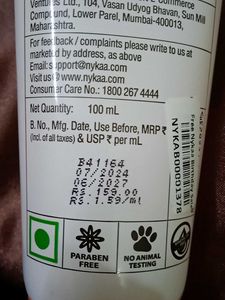 Ventures Ltd., 104, Vasan Udyog Bhavan, Sun Mill
Compound, Lower Parel, Mumbai-400013,
Maharashtra.
For feedback / complaints please write to us at
marketed by address, as above
Email:support@nykaa.com
Visit us@www.nykaa.com
Consumer Care No.: 1800 267 4444
Net Quantity: 100 mL
B. No., Mfg. Date, Use Before, MRP ₹
(Incl. of all taxes) & USP ₹ per mL
B41164
07/2024
06/2027
RS.159.00
RS.1.59/ml
NYKAB00001378
PARABEN
FREE
NO ANIMAL
TESTING